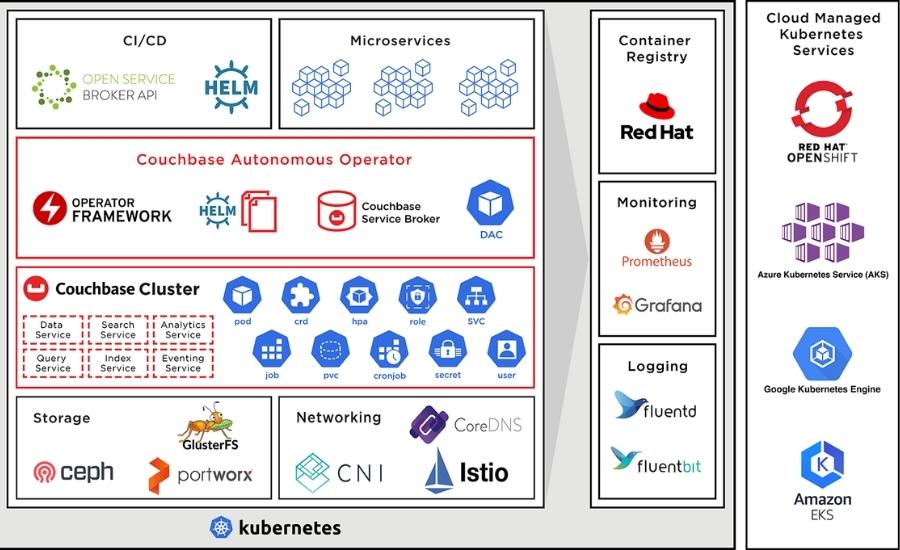 CI/CD
OPEN SERVICE
BROKER API
HELM
Microservices
Couchbase Autonomous Operator
OPERATOR
FRAMEWORK
HELM
Couchbase
Service Broker
DAC
Couchbase Cluster
Data
Service
Search
Service
Analytics
Service
Query
Service
Index
Service
Eventing
Service
pod
crd
hpa
role
SVC
job
pvc
cronjob
secret
user
Storage
GlusterFS
ceph
portworx
Networking
CoreDNS
CNI
Istio
kubernetes
Container
Registry
Red Hat
Monitoring
Prometheus
Grafana
Logging
fluentd
fluentbit
Cloud Managed
Kubernetes
Services
RED HAT
OPENSHIFT
Azure Kubernetes Service (AKS)
Google Kubernetes Engine
K
Amazon
EKS